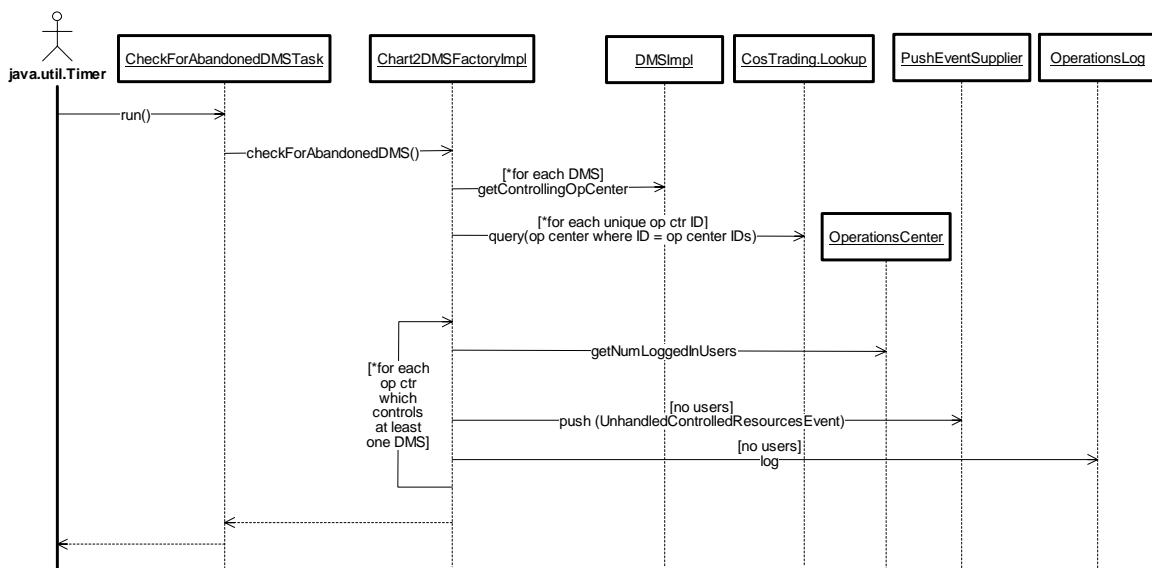 java.util.Timer
CheckForAbandonedDMSTask
Chart2DMSFactoryImpl
DMSImpl
CosTrading.Lookup
PushEventSupplier
OperationsLog
run()
checkForAbandonedDMS()
[*for each DMS]
getControllingOpCenter
[*for each unique op ctr ID]
query(op center where ID = op center IDs)
OperationsCenter
getNumLoggedInUsers
[*for each
op ctr
which
controls
at least
one DMS]
[no users]
push (UnhandledControlledResourcesEvent)
[no users]
log